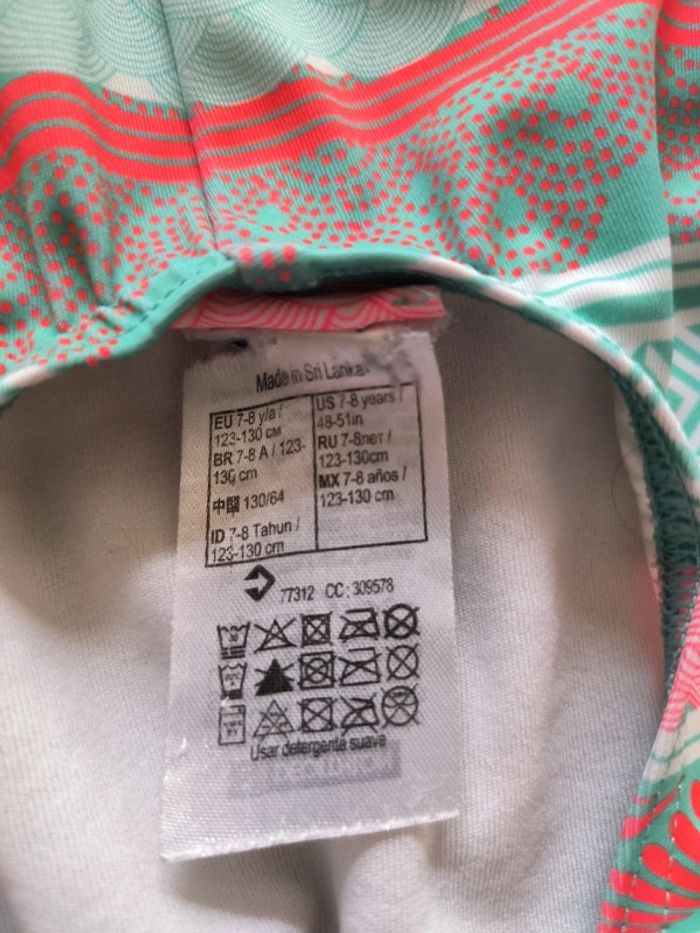 Made in Sri Lanka
EU 7-8 y/a /
123-130 см
BR 7-8 A / 123-
130 cm
中國 130/64
ID 7-8 Tahun /
123-130 cm
US 7-8 years /
48-51in
RU 7-8лет /
123-130cm
MX 7-8 años /
123-130 cm
77312 CC: 309578
Usar detergente suave